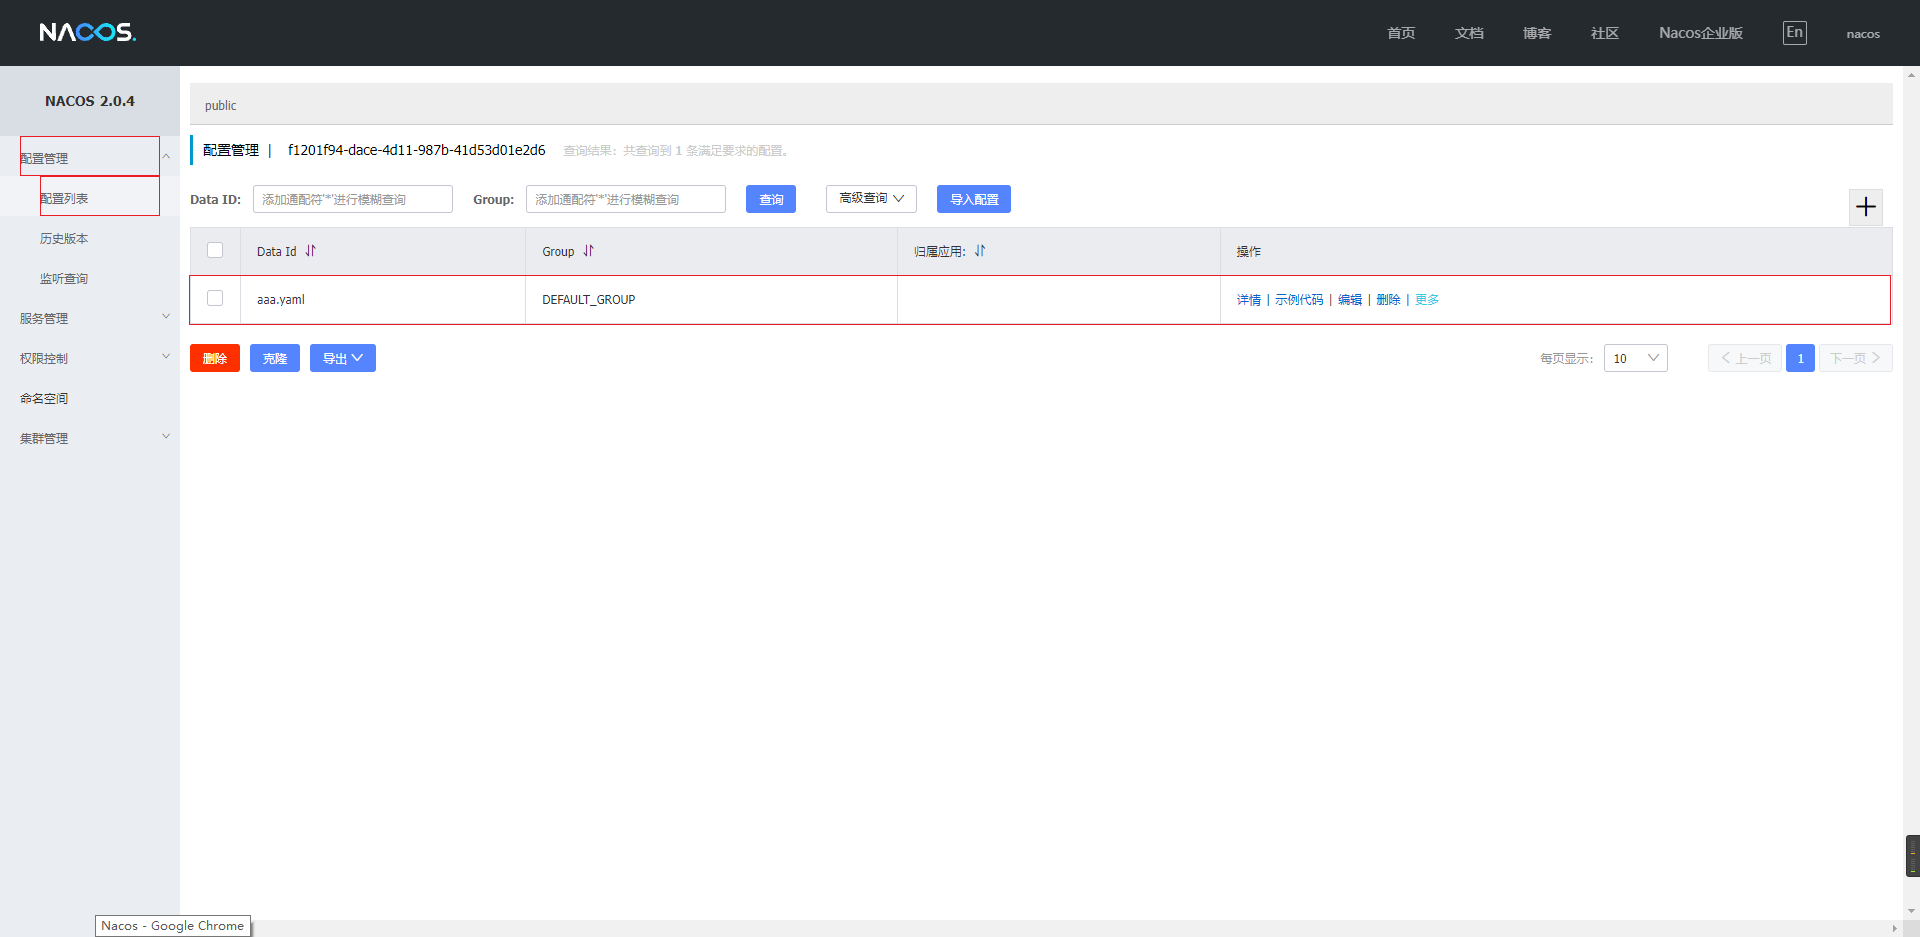 NACOS.
首页 文档 博客 社区 Nacos企业版 En nacos
NACOS 2.0.4
配置管理
配置列表
历史版本
监听查询
服务管理
权限控制
命名空间
集群管理
public
配置管理 | f1201f94-dace-4d11-987b-41d53d01e2d6 查询结果：共查询到 1 条满足要求的配置。
Data ID: 添加通配符'*'进行模糊查询 Group: 添加通配符'*'进行模糊查询 查询 高级查询 导入配置
Data Id Group 归属应用: 操作
aaa.yaml DEFAULT_GROUP 详情 | 示例代码 | 编辑 | 删除 | 更多
删除 克隆 导出 每页显示: 10 上一页 1 下一页
Nacos - Google Chrome